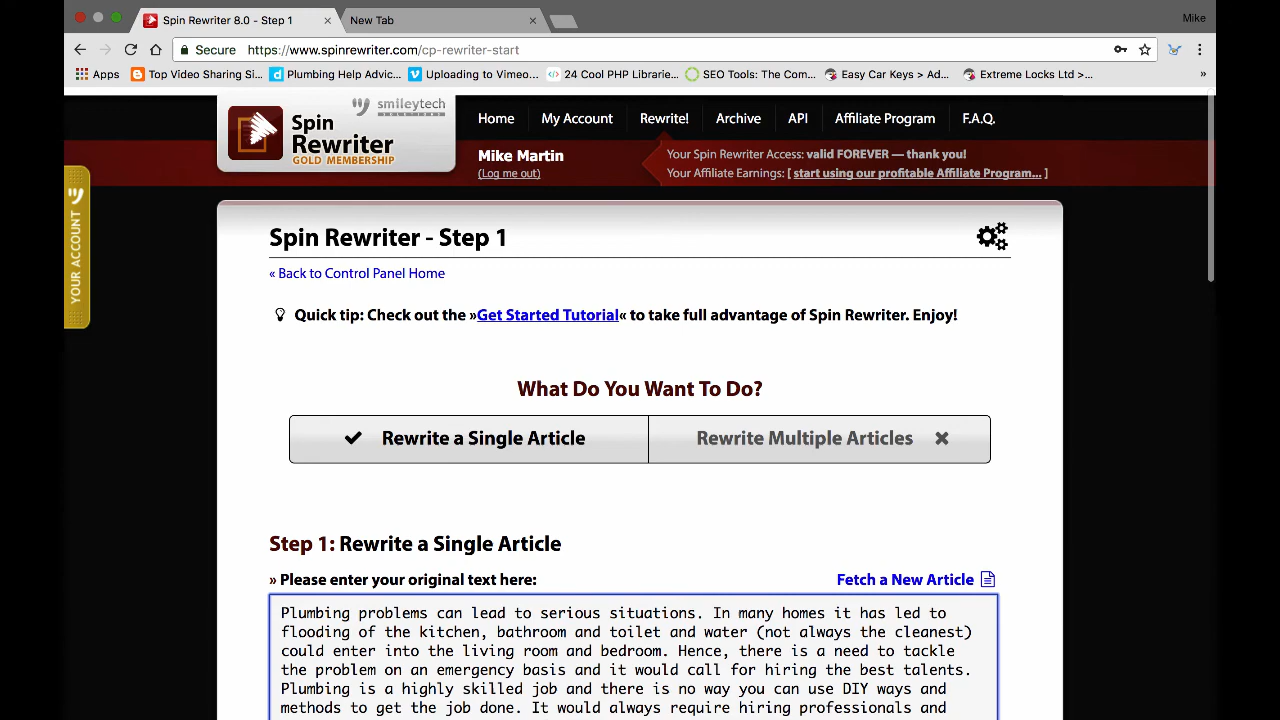 Spin Rewriter 8.0 - Step 1
New Tab
Mike
Secure https://www.spinrewriter.com/cp-rewriter-start
Apps Top Video Sharing Si... Plumbing Help Advic... Uploading to Vimeo... 24 Cool PHP Librarie... SEO Tools: The Com... Easy Car Keys > Ad... Extreme Locks Ltd >... »
smileytech
SOLUTIONS
Spin
Rewriter
GOLD MEMBERSHIP
Home My Account Rewrite! Archive API Affiliate Program F.A.Q.
Mike Martin
(Log me out)
Your Spin Rewriter Access: valid FOREVER — thank you!
Your Affiliate Earnings: [ start using our profitable Affiliate Program... ]
YOUR ACCOUNT
Spin Rewriter - Step 1
« Back to Control Panel Home
Quick tip: Check out the »Get Started Tutorial« to take full advantage of Spin Rewriter. Enjoy!
What Do You Want To Do?
Rewrite a Single Article
Rewrite Multiple Articles
Step 1: Rewrite a Single Article
» Please enter your original text here:
Fetch a New Article
Plumbing problems can lead to serious situations. In many homes it has led to
flooding of the kitchen, bathroom and toilet and water (not always the cleanest)
could enter into the living room and bedroom. Hence, there is a need to tackle
the problem on an emergency basis and it would call for hiring the best talents.
Plumbing is a highly skilled job and there is no way you can use DIY ways and
methods to get the job done. It would always require hiring professionals and